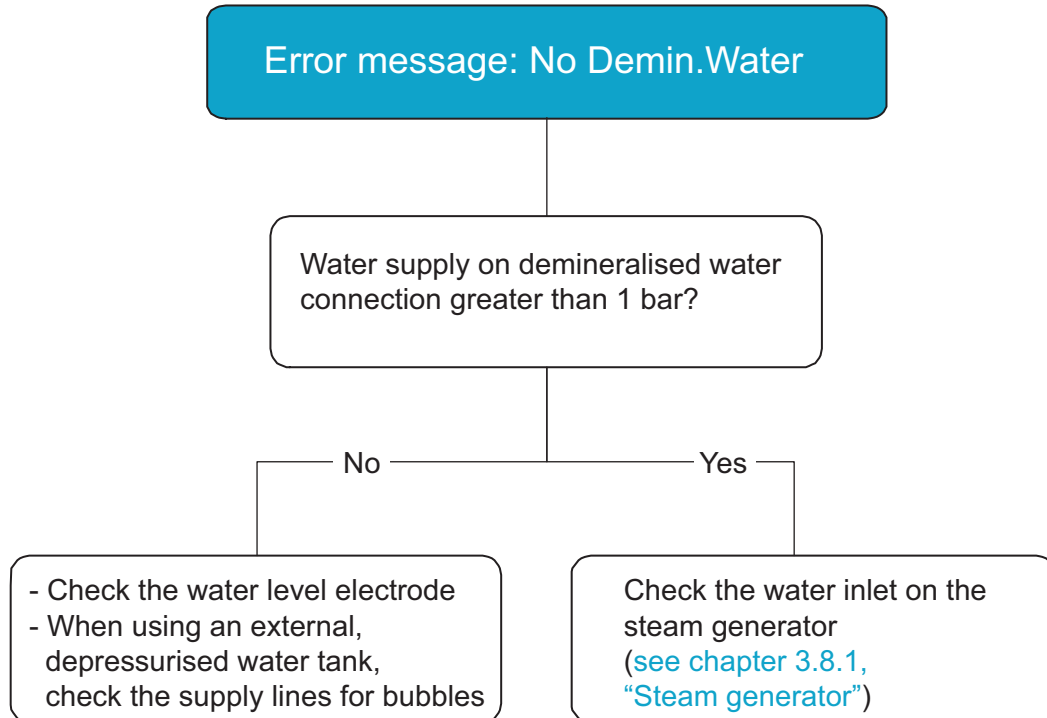 Error message: No Demin.Water
Water supply on demineralised water
connection greater than 1 bar?
No
Yes
- Check the water level electrode
- When using an external,
depressurised water tank,
check the supply lines for bubbles
Check the water inlet on the
steam generator
(see chapter 3.8.1,
“Steam generator”)